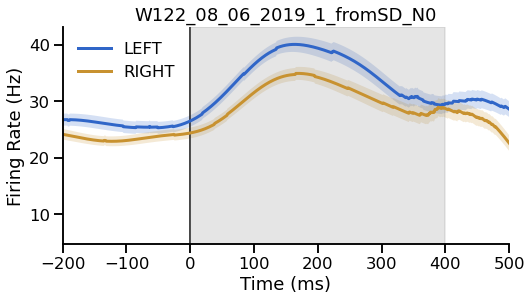 W122_08_06_2019_1_fromSD_N0
LEFT
RIGHT
Firing Rate (Hz)
40
30
20
10
−200 −100 0 100 200 300 400 500
Time (ms)